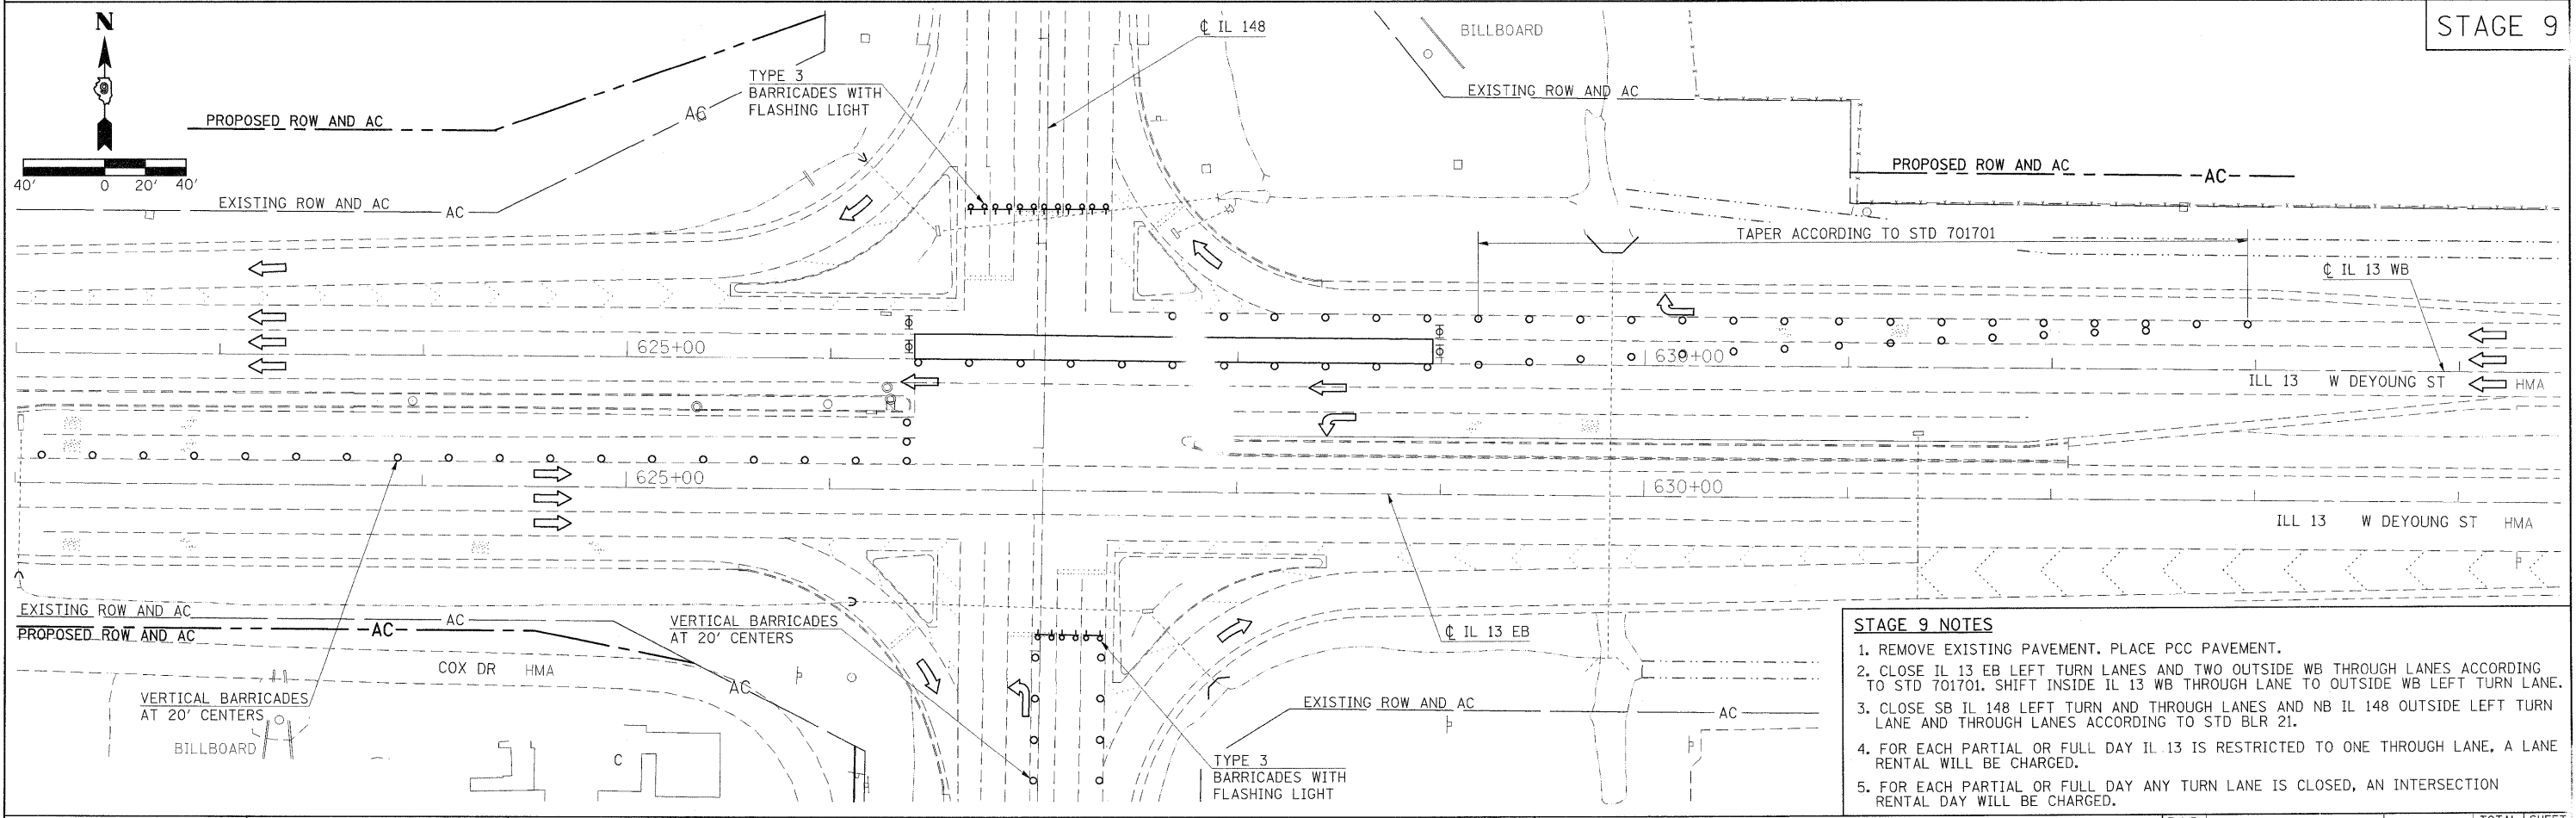 STAGE 9
N
9
40' 0 20' 40'
PROPOSED ROW AND AC
EXISTING ROW AND AC
AC
AC
TYPE 3
BARRICADES WITH
FLASHING LIGHT
℄ IL 148
BILLBOARD
EXISTING ROW AND AC
PROPOSED ROW AND AC
AC
TAPER ACCORDING TO STD 701701
℄ IL 13 WB
625+00
630+00
ILL 13 W DEYOUNG ST HMA
625+00
630+00
ILL 13 W DEYOUNG ST HMA
℄ IL 13 EB
EXISTING ROW AND AC
AC
PROPOSED ROW AND AC
AC
COX DR HMA
AC
VERTICAL BARRICADES
AT 20' CENTERS
VERTICAL BARRICADES
AT 20' CENTERS
BILLBOARD
C
EXISTING ROW AND AC
AC
TYPE 3
BARRICADES WITH
FLASHING LIGHT
STAGE 9 NOTES
1. REMOVE EXISTING PAVEMENT. PLACE PCC PAVEMENT.
2. CLOSE IL 13 EB LEFT TURN LANES AND TWO OUTSIDE WB THROUGH LANES ACCORDING
TO STD 701701. SHIFT INSIDE IL 13 WB THROUGH LANE TO OUTSIDE WB LEFT TURN LANE.
3. CLOSE SB IL 148 LEFT TURN AND THROUGH LANES AND NB IL 148 OUTSIDE LEFT TURN
LANE AND THROUGH LANES ACCORDING TO STD BLR 21.
4. FOR EACH PARTIAL OR FULL DAY IL 13 IS RESTRICTED TO ONE THROUGH LANE, A LANE
RENTAL WILL BE CHARGED.
5. FOR EACH PARTIAL OR FULL DAY ANY TURN LANE IS CLOSED, AN INTERSECTION
RENTAL DAY WILL BE CHARGED.
TOTAL SHEET